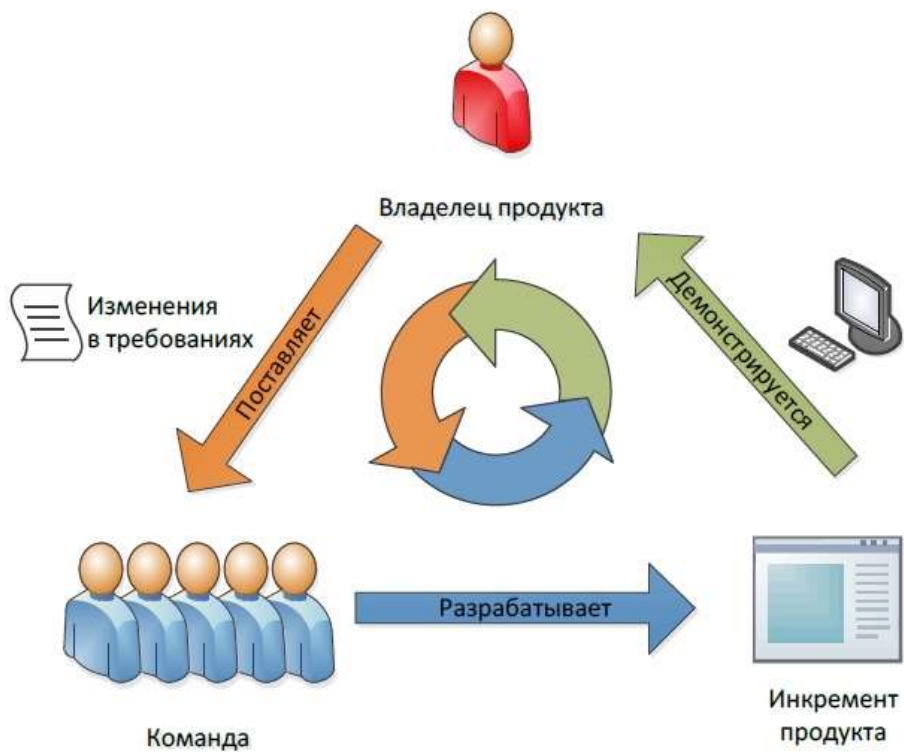 Владелец продукта
Изменения
в требованиях
Поставляет
Демонстрируется
Разрабатывает
Команда
Инкремент
продукта